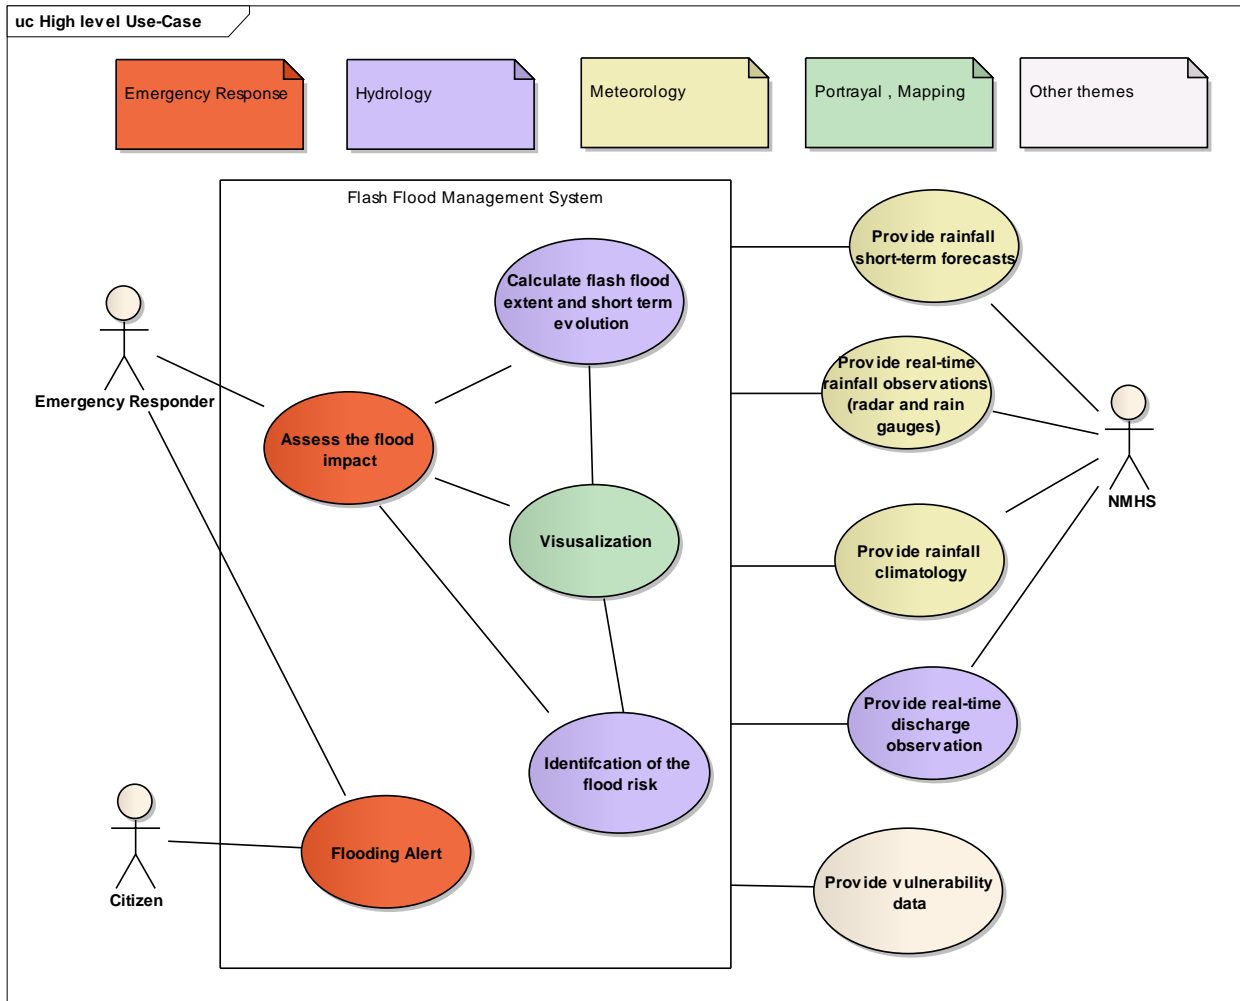 uc High level Use-Case
Emergency Response
Hydrology
Meteorology
Portrayal , Mapping
Other themes
Flash Flood Management System
Provide rainfall
short-term forecasts
Calculate flash flood
extent and short term
evolution
Emergency Responder
Provide real-time
rainfall observations
(radar and rain
gauges)
Assess the flood
impact
NMHS
Visusalization
Provide rainfall
climatology
Provide real-time
discharge
observation
Identifcation of the
flood risk
Flooding Alert
Citizen
Provide vulnerability
data